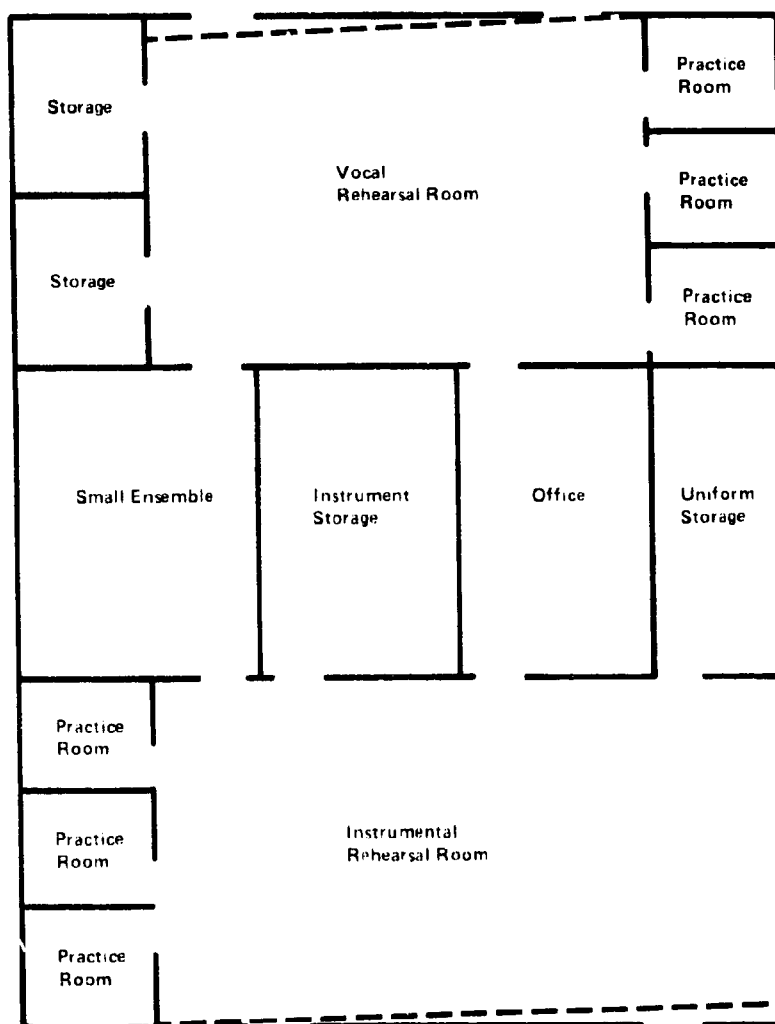 Practice
Room
Storage
Vocal
Rehearsal Room
Practice
Room
Storage
Practice
Room
Small Ensemble
Instrument
Storage
Office
Uniform
Storage
Practice
Room
Instrumental
Rehearsal Room
Practice
Room
Practice
Room